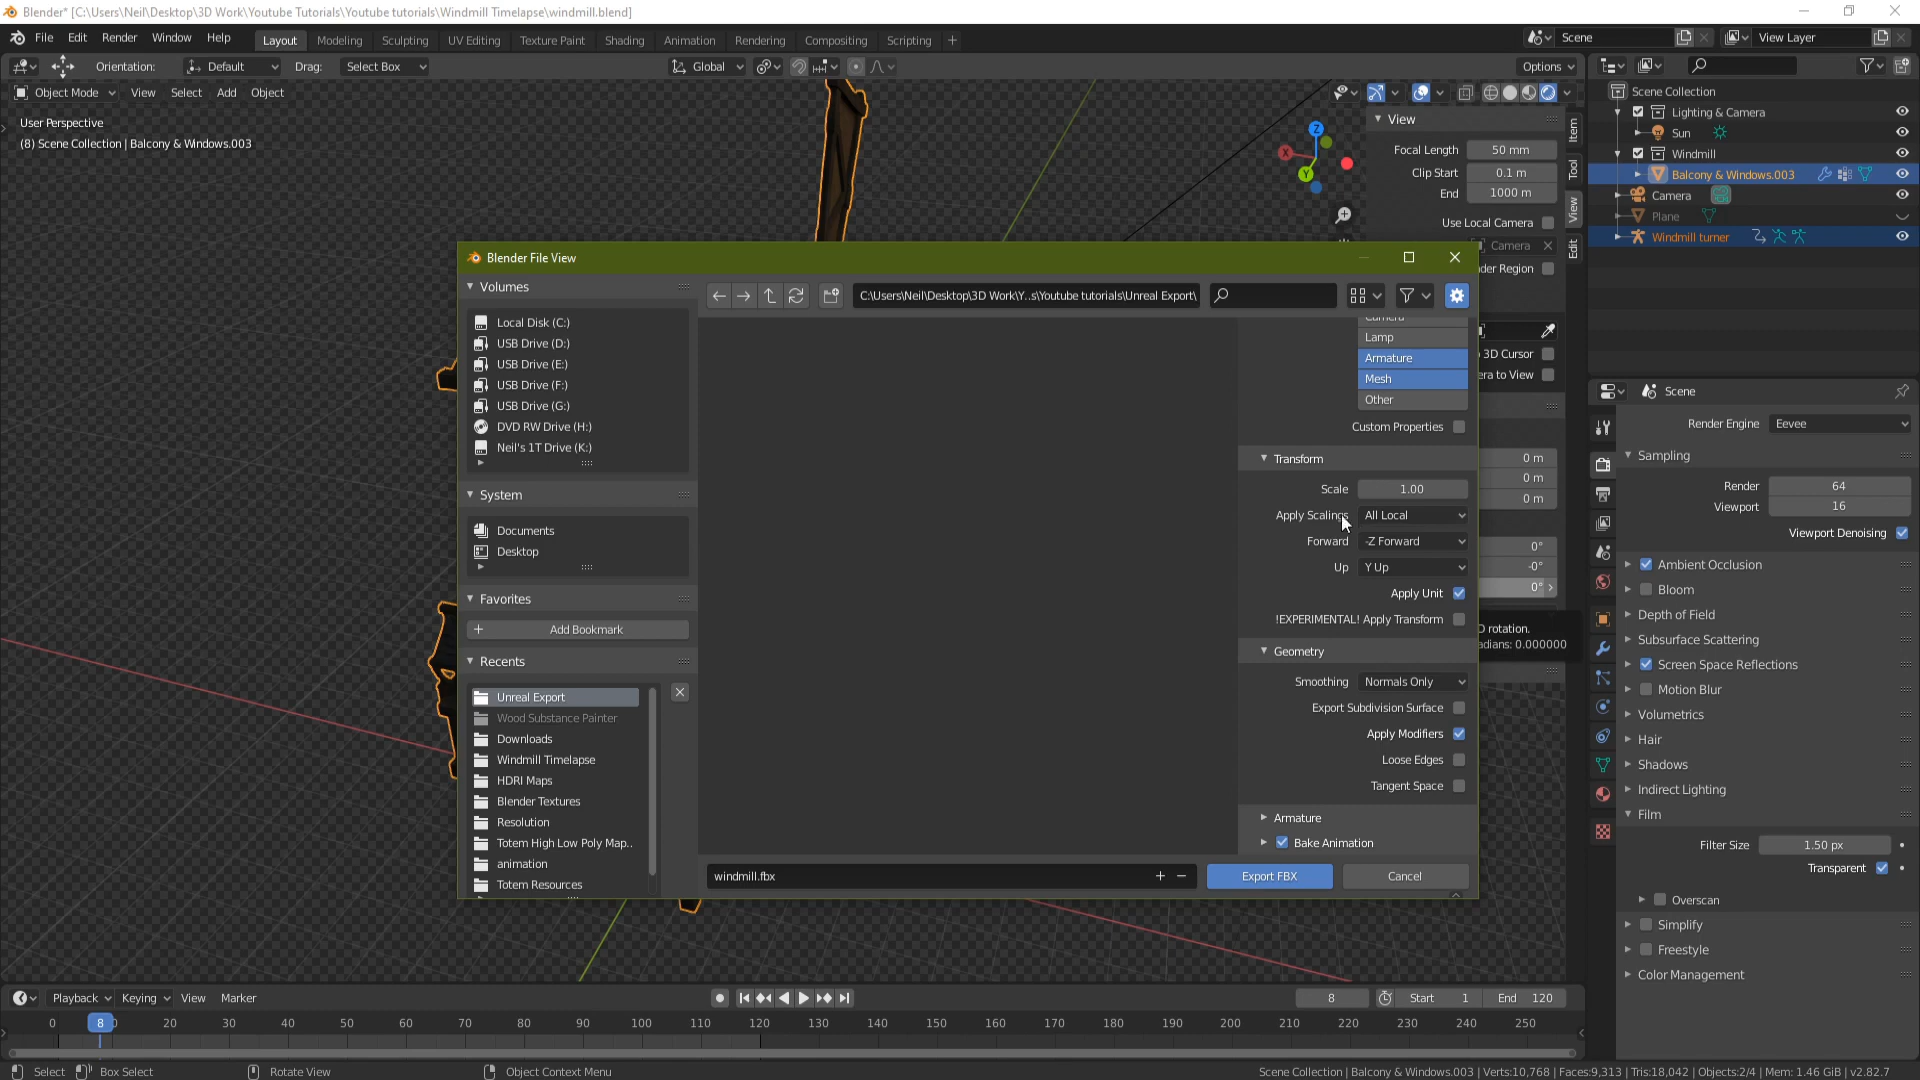 Blender* [C:\Users\Neil\Desktop\3D Work\Youtube Tutorials\Youtube tutorials\Windmill Timelapse\windmill.blend]
File Edit Render Window Help Layout Modeling Sculpting UV Editing Texture Paint Shading Animation Rendering Compositing Scripting + Scene View Layer
Orientation: Default Drag: Select Box Global Options
Object Mode View Select Add Object
User Perspective
(8) Scene Collection | Balcony & Windows.003
View
Focal Length 50 mm
Clip Start 0.1 m
End 1000 m
Use Local Camera
Camera
der Region
3D Cursor
era to View
0 m
0 m
0 m
0°
-0°
0°
rotation.
adians: 0.000000
Item
Tool
View
Edit
Scene Collection
Lighting & Camera
Sun
Windmill
Balcony & Windows.003
Camera
Plane
Windmill turner
Blender File View
Volumes
Local Disk (C:)
USB Drive (D:)
USB Drive (E:)
USB Drive (F:)
USB Drive (G:)
DVD RW Drive (H:)
Neil's 1T Drive (K:)
System
Documents
Desktop
Favorites
Add Bookmark
Recents
Unreal Export
Wood Substance Painter
Downloads
Windmill Timelapse
HDRI Maps
Blender Textures
Resolution
Totem High Low Poly Map..
animation
Totem Resources
C:\Users\Neil\Desktop\3D Work\Y..s\Youtube tutorials\Unreal Export\
Camera
Lamp
Armature
Mesh
Other
Custom Properties
Transform
Scale 1.00
Apply Scalings All Local
Forward -Z Forward
Up Y Up
Apply Unit
!EXPERIMENTAL! Apply Transform
Geometry
Smoothing Normals Only
Export Subdivision Surface
Apply Modifiers
Loose Edges
Tangent Space
Armature
Bake Animation
windmill.fbx
Export FBX Cancel
Scene
Render Engine Eevee
Sampling
Render 64
Viewport 16
Viewport Denoising
Ambient Occlusion
Bloom
Depth of Field
Subsurface Scattering
Screen Space Reflections
Motion Blur
Volumetrics
Hair
Shadows
Indirect Lighting
Film
Filter Size 1.50 px
Transparent
Overscan
Simplify
Freestyle
Color Management
Playback Keying View Marker 8 Start 1 End 120
0 8 20 30 40 50 60 70 80 90 100 110 120 130 140 150 160 170 180 190 200 210 220 230 240 250
Select Box Select Rotate View Object Context Menu Scene Collection | Balcony & Windows.003 | Verts:10,768 | Faces:9,313 | Tris:18,042 | Objects:2/4 | Mem: 1.46 GiB | v2.82.7